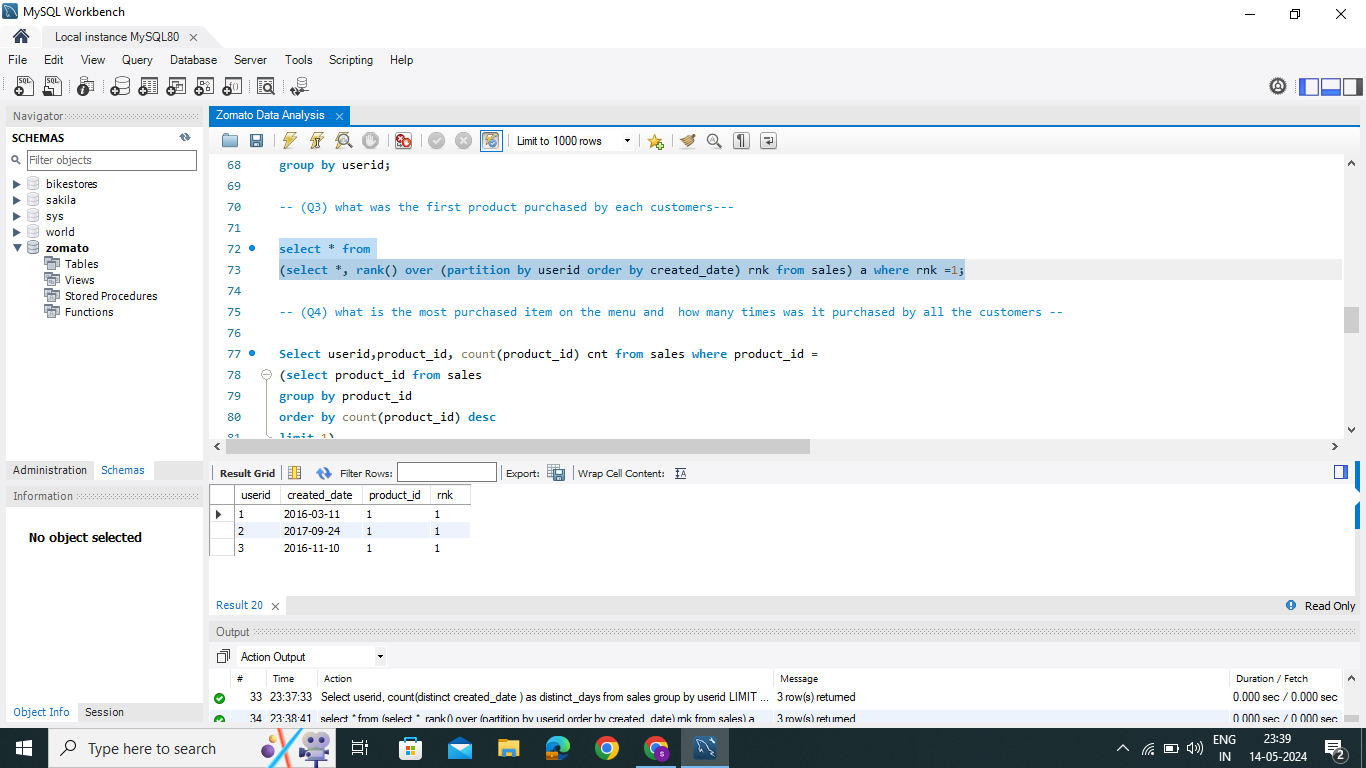 MySQL Workbench
Local instance MySQL80
File Edit View Query Database Server Tools Scripting Help
Navigator
SCHEMAS
Filter objects
bikestores
sakila
sys
world
zomato
Tables
Views
Stored Procedures
Functions
Administration Schemas
Information
No object selected
Object Info Session
Zomato Data Analysis
Limit to 1000 rows
68 group by userid;
69
70 -- (Q3) what was the first product purchased by each customers---
71
72 select * from
73 (select *, rank() over (partition by userid order by created_date) rnk from sales) a where rnk =1;
74
75 -- (Q4) what is the most purchased item on the menu and  how many times was it purchased by all the customers --
76
77 Select userid,product_id, count(product_id) cnt from sales where product_id =
78 (select product_id from sales
79 group by product_id
80 order by count(product_id) desc
81 limit 1)
Result Grid Filter Rows: Export: Wrap Cell Content:
userid created_date product_id rnk
1 2016-03-11 1 1
2 2017-09-24 1 1
3 2016-11-10 1 1
Result 20 Read Only
Output
Action Output
# Time Action Message Duration / Fetch
33 23:37:33 Select userid, count(distinct created_date ) as distinct_days from sales group by userid LIMIT ... 3 row(s) returned 0.000 sec / 0.000 sec
34 23:38:41 select * from (select *, rank() over (partition by userid order by created_date) rnk from sales) a 3 row(s) returned 0.000 sec / 0.000 sec
Type here to search
ENG
IN
23:39
14-05-2024
2